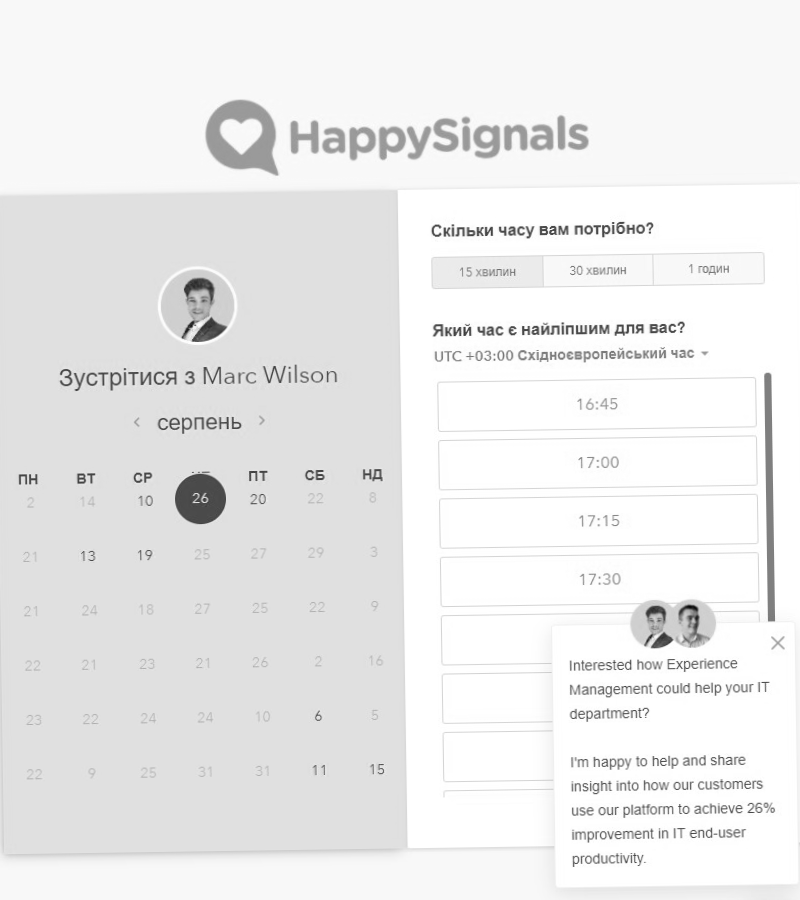 HappySignals
Зустрітися з Marc Wilson
серпень
ПН ВТ СР ПТ СБ НД
2 14 10 26 20 22 8
21 13 19 25 27 29 3
21 24 18 27 25 22 9
22 21 23 21 26 2 16
23 22 24 24 10 6 5
22 9 25 31 31 11 15
Скільки часу вам потрібно?
15 хвилин 30 хвилин 1 годин
Який час є найліпшим для вас?
UTC +03:00 Східноєвропейський час
16:45
17:00
17:15
17:30
Interested how Experience
Management could help your IT
department?
I'm happy to help and share
insight into how our customers
use our platform to achieve 26%
improvement in IT end-user
productivity.